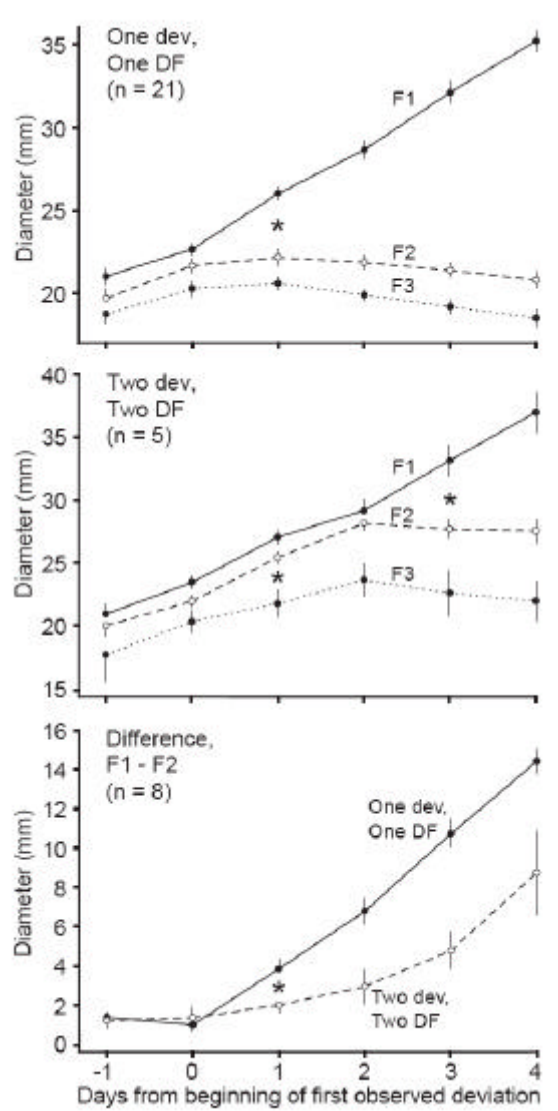 One dev,
One DF
(n = 21)
35
30
25
20
Diameter (mm)
F1
*
F2
F3
Two dev,
Two DF
(n = 5)
40
35
30
25
20
15
Diameter (mm)
F1
*
F2
*
F3
Difference,
F1 - F2
(n = 8)
16
14
12
10
8
6
4
2
0
Diameter (mm)
One dev,
One DF
*
Two dev,
Two DF
-1 0 1 2 3 4
Days from beginning of first observed deviation